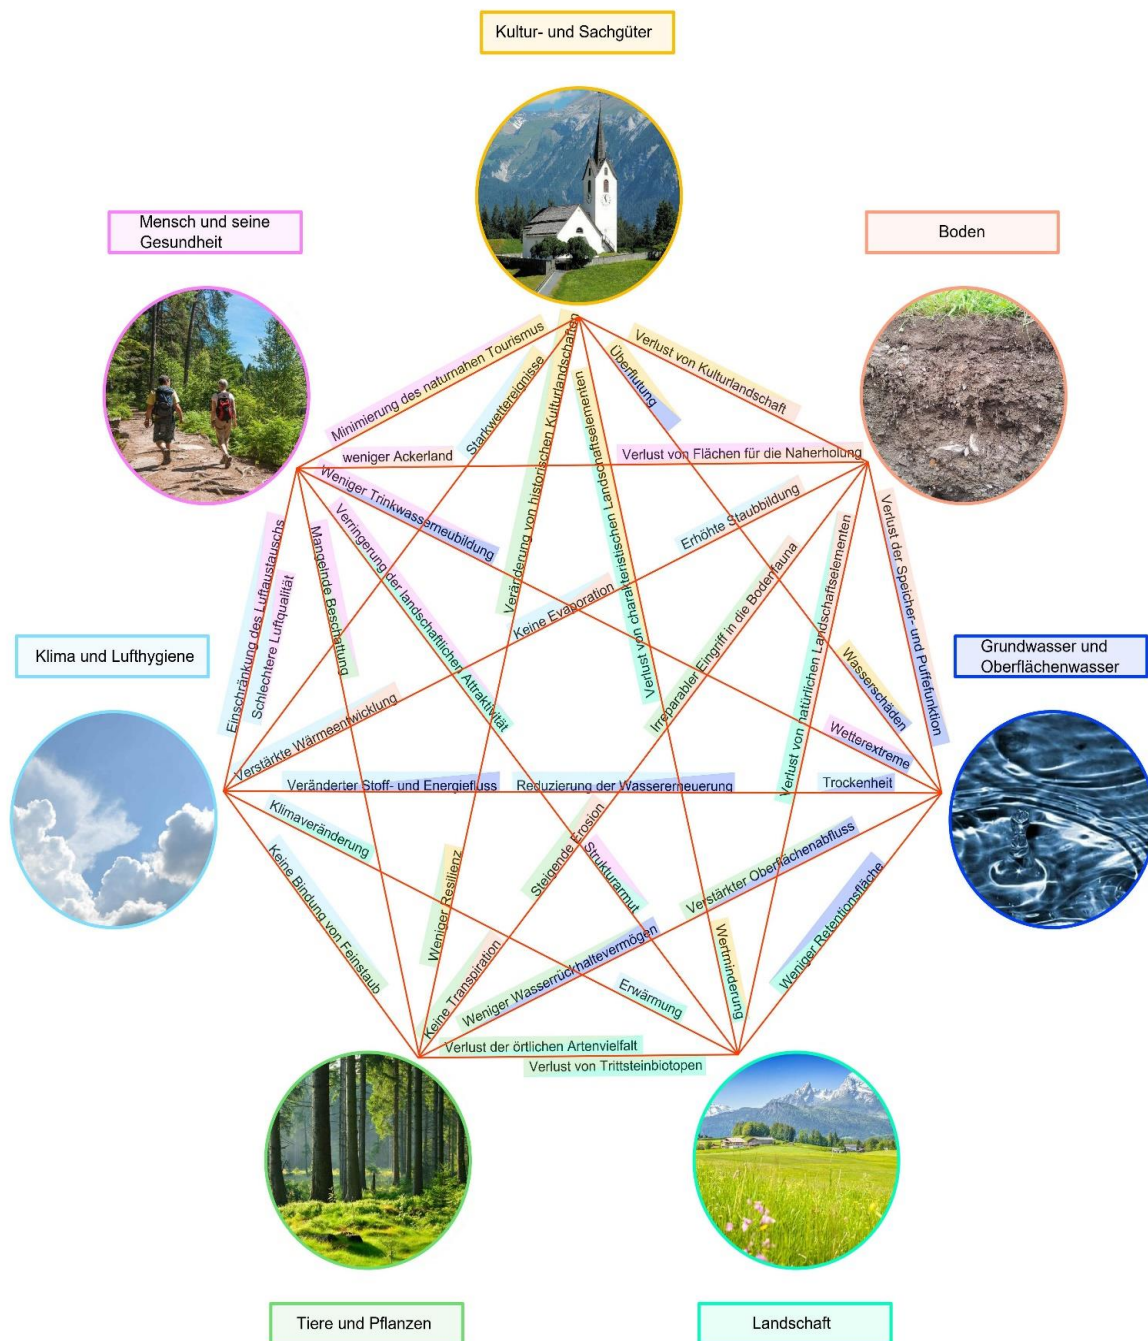 Kultur- und Sachgüter
Mensch und seine
Gesundheit
Boden
Minimierung des naturnahen Tourismus
Starkwetterereignisse
Veränderung von historischen Kulturlandschaften
Verlust von charakteristischen Landschaftselementen
Überflutung
Verlust von Kulturlandschaft
weniger Ackerland
Verlust von Flächen für die Naherholung
Weniger Trinkwasserneubildung
Verringerung der landschaftlichen Attraktivität
Mangelnde Beschattung
Einschränkung des Luftaustauschs
Schlechtere Luftqualität
Erhöhte Staubbildung
Keine Evaporation
Verstärkte Wärmeentwicklung
Irreparabler Eingriff in die Bodenfauna
Verlust von natürlichen Landschaftselementen
Verlust der Speicher- und Puffefunktion
Wasserschäden
Wetterextreme
Klima und Lufthygiene
Grundwasser und
Oberflächenwasser
Veränderter Stoff- und Energiefluss
Reduzierung der Wassererneuerung
Trockenheit
Klimaveränderung
Keine Bindung von Feinstaub
Weniger Resilienz
Steigende Erosion
Strukturarmut
Verstärkter Oberflächenabfluss
Weniger Retentionsfläche
Wertminderung
Keine Transpiration
Weniger Wasserrückhaltevermögen
Erwärmung
Verlust der örtlichen Artenvielfalt
Verlust von Trittsteinbiotopen
Tiere und Pflanzen
Landschaft